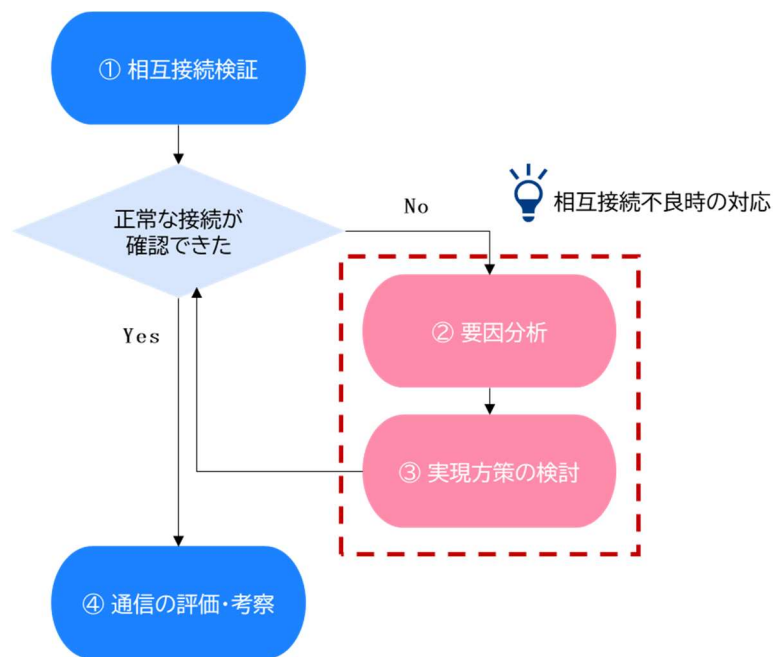 ① 相互接続検証
正常な接続が
確認できた
No
相互接続不良時の対応
② 要因分析
Yes
③ 実現方策の検討
④ 通信の評価・考察